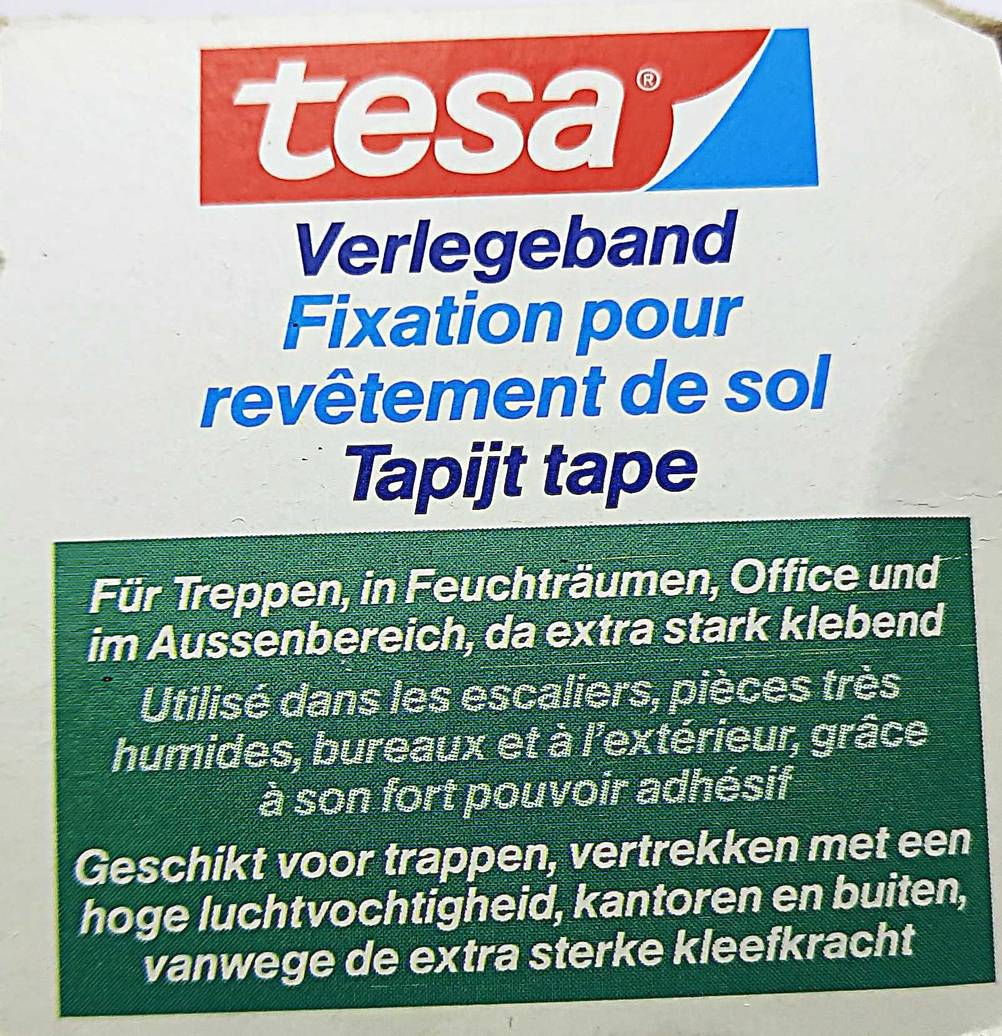 tesa®
Verlegeband
Fixation pour
revêtement de sol
Tapijt tape
Für Treppen, in Feuchträumen, Office und
im Aussenbereich, da extra stark klebend
Utilisé dans les escaliers, pièces très
humides, bureaux et à l'extérieur, grâce
à son fort pouvoir adhésif
Geschikt voor trappen, vertrekken met een
hoge luchtvochtigheid, kantoren en buiten,
vanwege de extra sterke kleefkracht